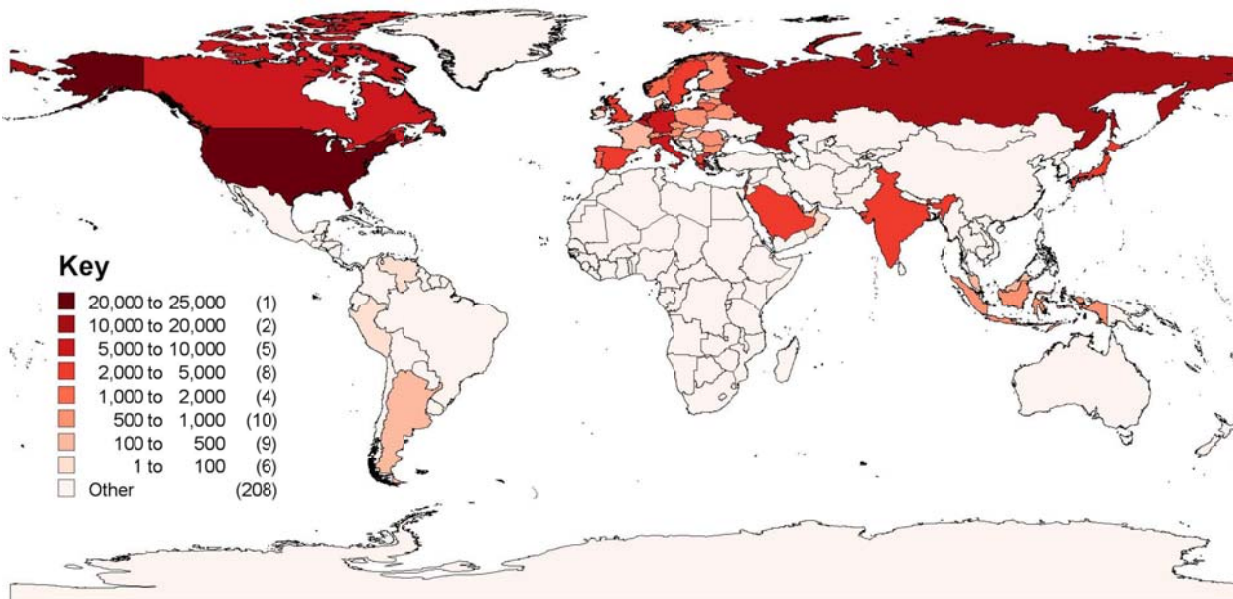 Key
20,000 to 25,000 (1)
10,000 to 20,000 (2)
5,000 to 10,000 (5)
2,000 to 5,000 (8)
1,000 to 2,000 (4)
500 to 1,000 (10)
100 to 500 (9)
1 to 100 (6)
Other (208)